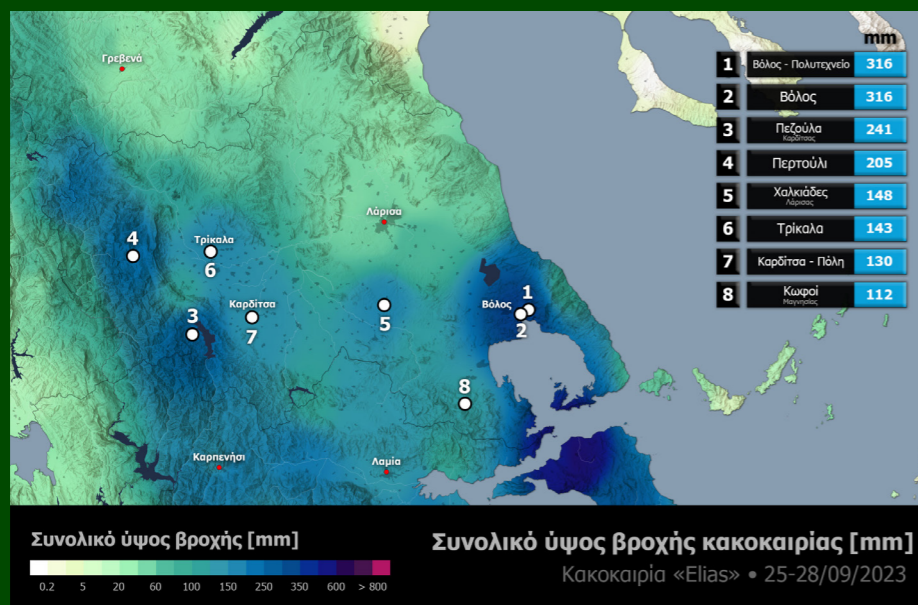 mm
1 Βόλος - Πολυτεχνείο 316
2 Βόλος 316
3 Πεζούλα Καρδίτσας 241
4 Περτούλι 205
5 Χαλκιάδες Λάρισας 148
6 Τρίκαλα 143
7 Καρδίτσα - Πόλη 130
8 Κωφοί Μαγνησίας 112
Γρεβενά
Λάρισα
4
Τρίκαλα
6
Καρδίτσα
7
3
5
Βόλος
1
2
8
Καρπενήσι
Λαμία
Συνολικό ύψος βροχής [mm]
0.2 5 20 60 100 150 250 350 600 > 800
Συνολικό ύψος βροχής κακοκαιρίας [mm]
Κακοκαιρία «Elias» • 25-28/09/2023